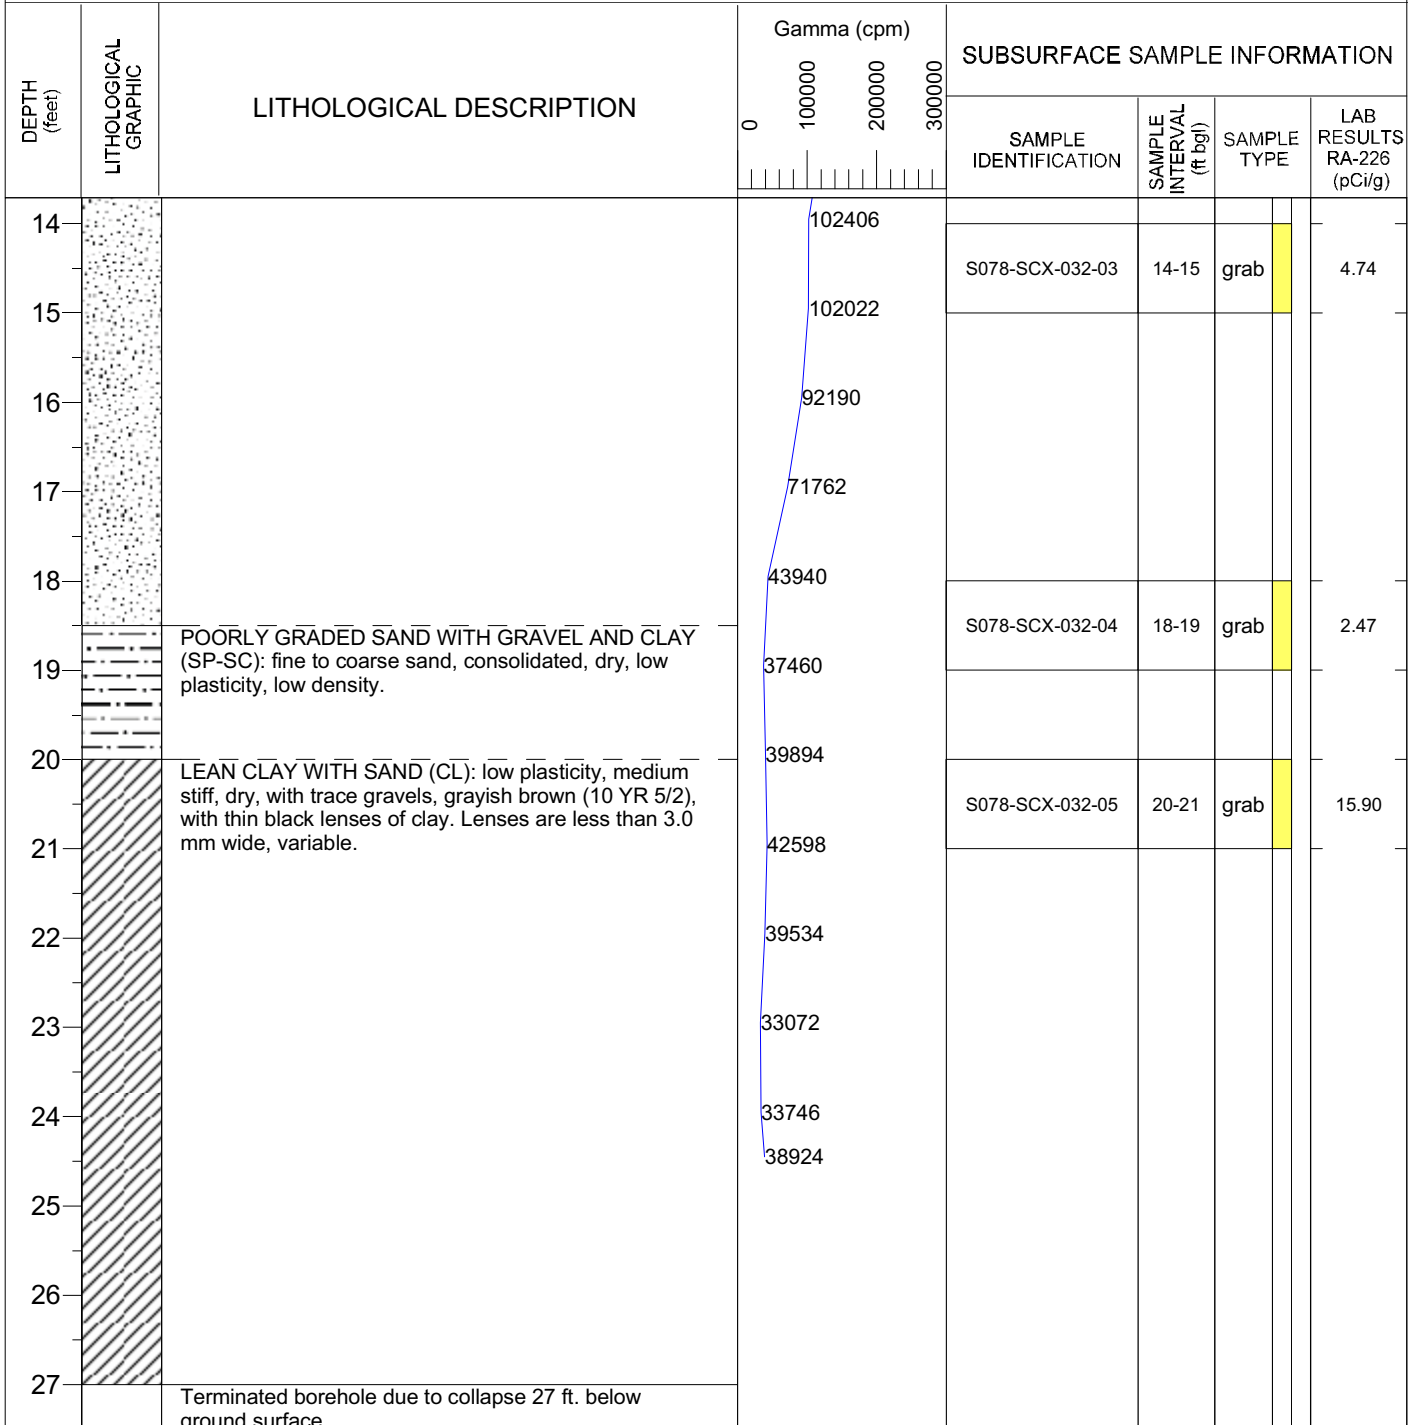 DEPTH
(feet)
LITHOLOGICAL
GRAPHIC
LITHOLOGICAL DESCRIPTION
Gamma (cpm)
0
100000
200000
300000
SUBSURFACE SAMPLE INFORMATION
SAMPLE
IDENTIFICATION
SAMPLE
INTERVAL
(ft bgl)
SAMPLE
TYPE
LAB
RESULTS
RA-226
(pCi/g)
14
102406
S078-SCX-032-03
14-15
grab
4.74
15
102022
16
92190
17
71762
18
43940
POORLY GRADED SAND WITH GRAVEL AND CLAY
(SP-SC): fine to coarse sand, consolidated, dry, low
plasticity, low density.
S078-SCX-032-04
18-19
grab
2.47
19
37460
20
39894
LEAN CLAY WITH SAND (CL): low plasticity, medium
stiff, dry, with trace gravels, grayish brown (10 YR 5/2),
with thin black lenses of clay. Lenses are less than 3.0
mm wide, variable.
S078-SCX-032-05
20-21
grab
15.90
21
42598
22
39534
23
33072
24
33746
38924
25
26
27
Terminated borehole due to collapse 27 ft. below
ground surface